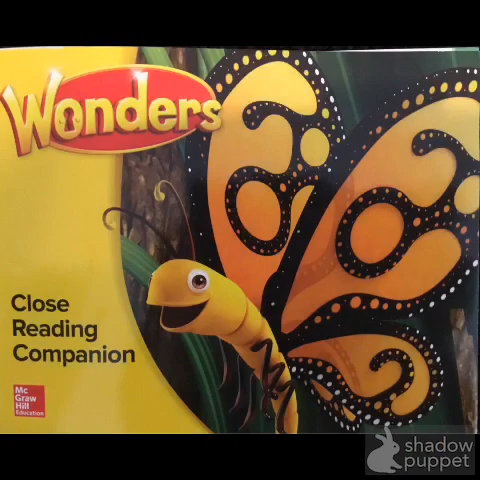 Wonders
Close
Reading
Companion
Mc
Graw
Hill
Education
shadow
puppet